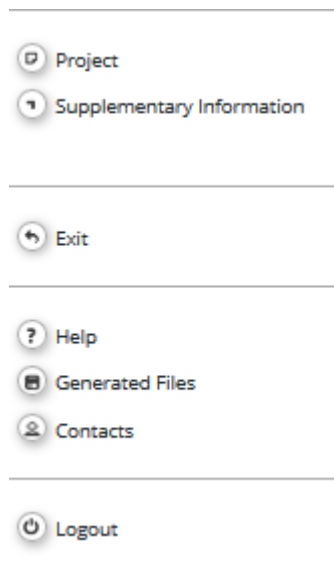 Project
Supplementary Information
Exit
Help
Generated Files
Contacts
Logout